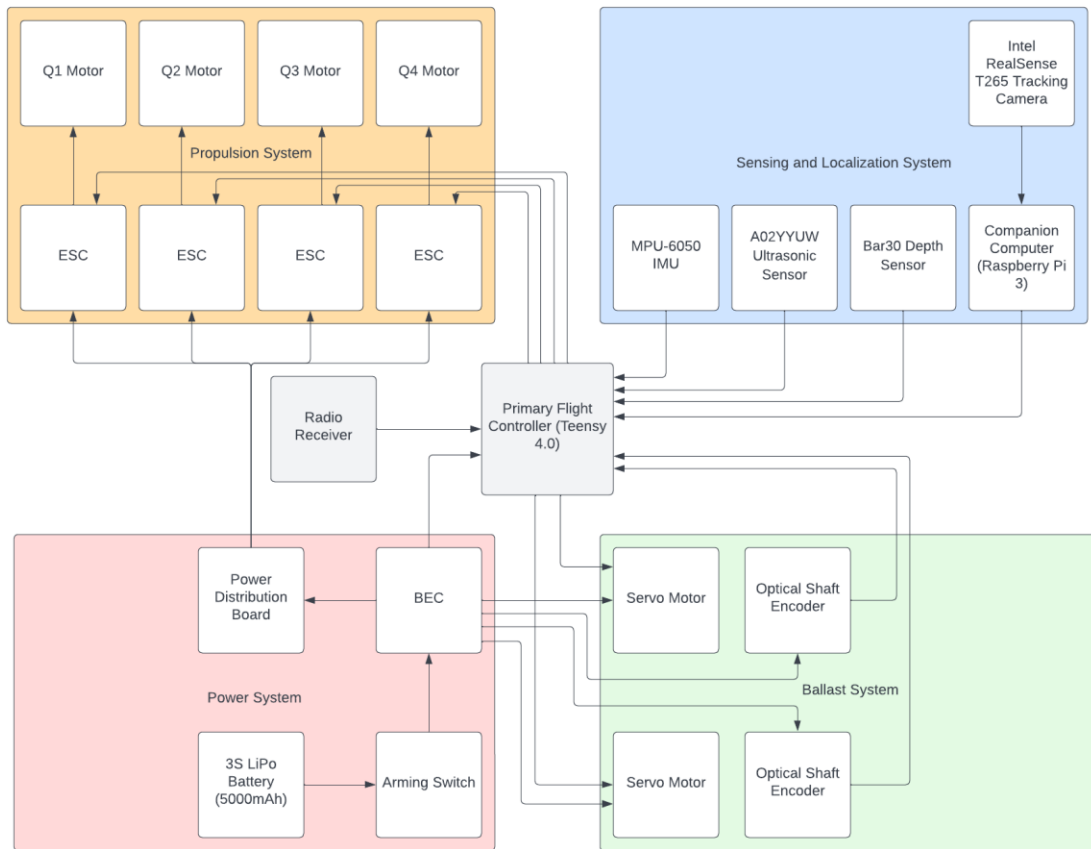 Q1 Motor
Q2 Motor
Q3 Motor
Q4 Motor
Propulsion System
ESC
ESC
ESC
ESC
Intel
RealSense
T265 Tracking
Camera
Sensing and Localization System
MPU-6050
IMU
A02YYUW
Ultrasonic
Sensor
Bar30 Depth
Sensor
Companion
Computer
(Raspberry Pi
3)
Radio
Receiver
Primary Flight
Controller (Teensy
4.0)
Power
Distribution
Board
BEC
Power System
3S LiPo
Battery
(5000mAh)
Arming Switch
Servo Motor
Optical Shaft
Encoder
Ballast System
Servo Motor
Optical Shaft
Encoder